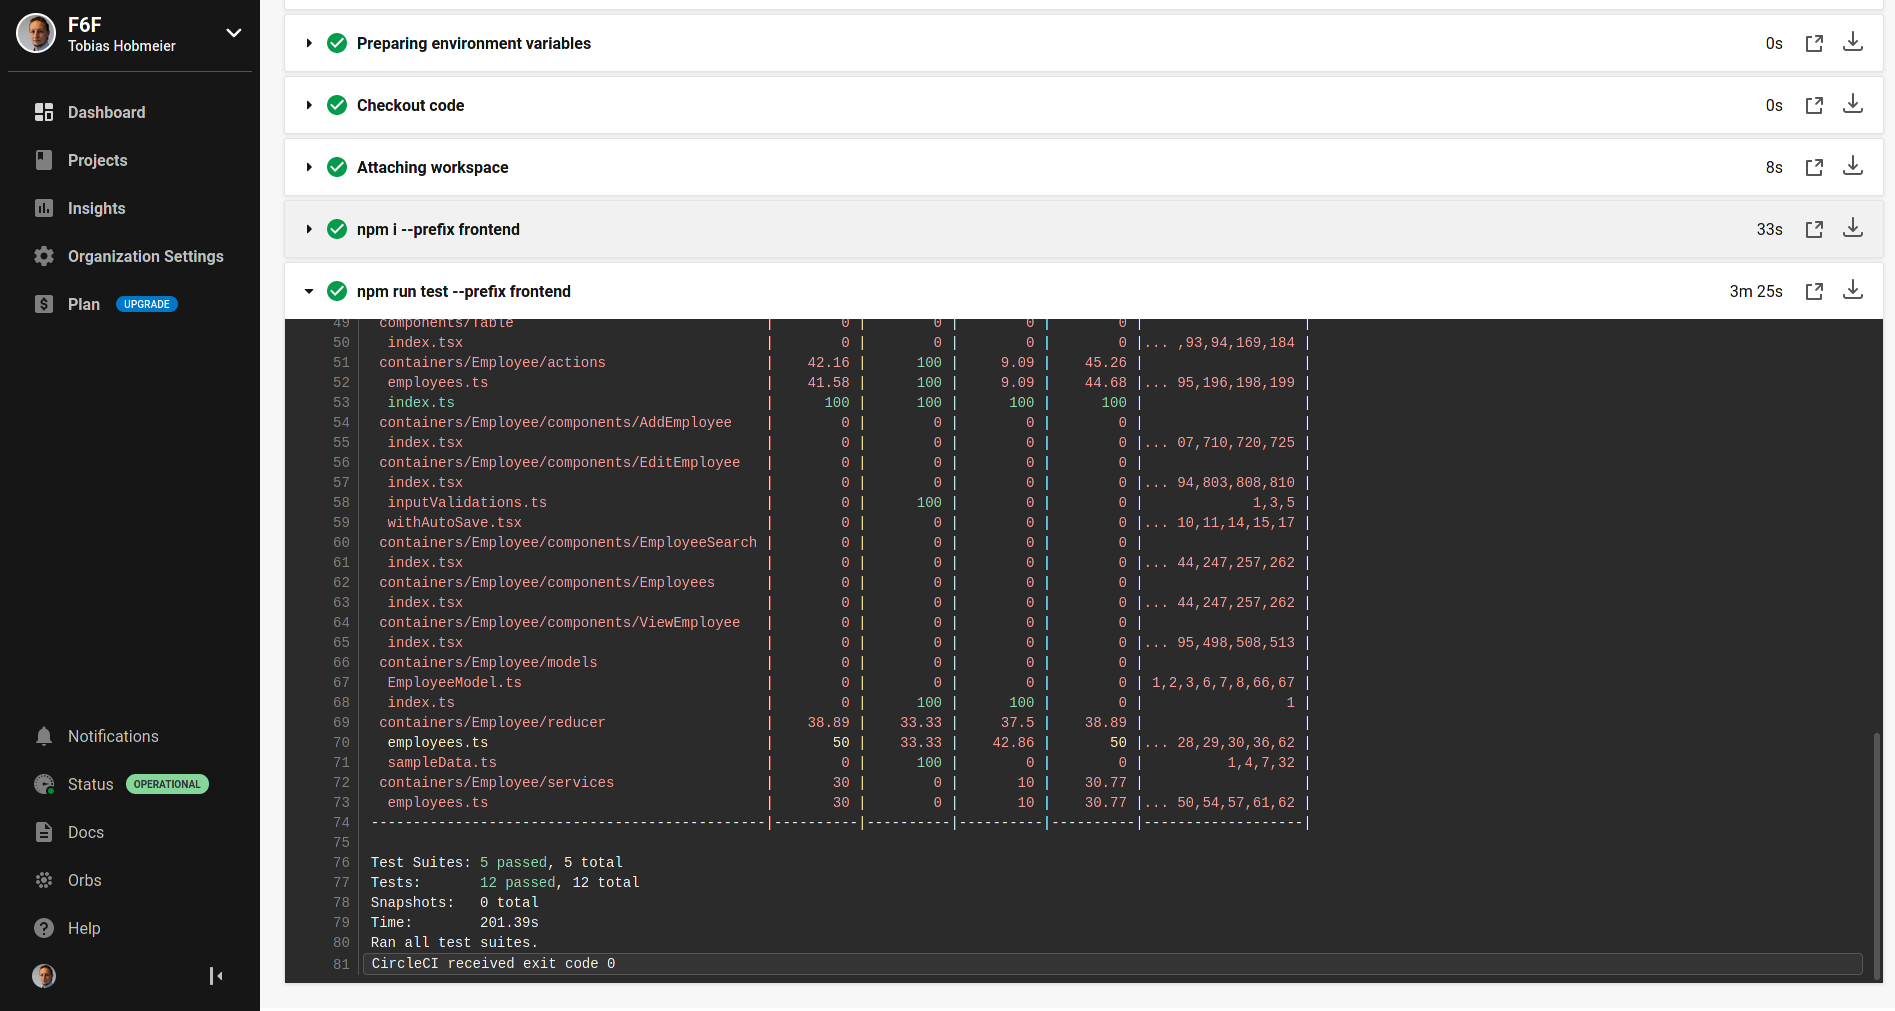 F6F
Tobias Hobmeier
Dashboard
Projects
Insights
Organization Settings
Plan UPGRADE
Notifications
Status OPERATIONAL
Docs
Orbs
Help
Preparing environment variables 0s
Checkout code 0s
Attaching workspace 8s
npm i --prefix frontend 33s
npm run test --prefix frontend 3m 25s
49 components/Table | 0 | 0 | 0 | 0 | |
50 index.tsx | 0 | 0 | 0 | 0 |... ,93,94,169,184 |
51 containers/Employee/actions | 42.16 | 100 | 9.09 | 45.26 | |
52 employees.ts | 41.58 | 100 | 9.09 | 44.68 |... 95,196,198,199 |
53 index.ts | 100 | 100 | 100 | 100 | |
54 containers/Employee/components/AddEmployee | 0 | 0 | 0 | 0 | |
55 index.tsx | 0 | 0 | 0 | 0 |... 07,710,720,725 |
56 containers/Employee/components/EditEmployee | 0 | 0 | 0 | 0 | |
57 index.tsx | 0 | 0 | 0 | 0 |... 94,803,808,810 |
58 inputValidations.ts | 0 | 100 | 0 | 0 | 1,3,5 |
59 withAutoSave.tsx | 0 | 0 | 0 | 0 |... 10,11,14,15,17 |
60 containers/Employee/components/EmployeeSearch | 0 | 0 | 0 | 0 | |
61 index.tsx | 0 | 0 | 0 | 0 |... 44,247,257,262 |
62 containers/Employee/components/Employees | 0 | 0 | 0 | 0 | |
63 index.tsx | 0 | 0 | 0 | 0 |... 44,247,257,262 |
64 containers/Employee/components/ViewEmployee | 0 | 0 | 0 | 0 | |
65 index.tsx | 0 | 0 | 0 | 0 |... 95,498,508,513 |
66 containers/Employee/models | 0 | 0 | 0 | 0 | |
67 EmployeeModel.ts | 0 | 0 | 0 | 0 | 1,2,3,6,7,8,66,67 |
68 index.ts | 0 | 100 | 100 | 0 | 1 |
69 containers/Employee/reducer | 38.89 | 33.33 | 37.5 | 38.89 | |
70 employees.ts | 50 | 33.33 | 42.86 | 50 |... 28,29,30,36,62 |
71 sampleData.ts | 0 | 100 | 0 | 0 | 1,4,7,32 |
72 containers/Employee/services | 30 | 0 | 10 | 30.77 | |
73 employees.ts | 30 | 0 | 10 | 30.77 |... 50,54,57,61,62 |
74 -----------------------------------------------|----------|----------|----------|----------|-------------------|
75
76 Test Suites: 5 passed, 5 total
77 Tests: 12 passed, 12 total
78 Snapshots: 0 total
79 Time: 201.39s
80 Ran all test suites.
81 CircleCI received exit code 0